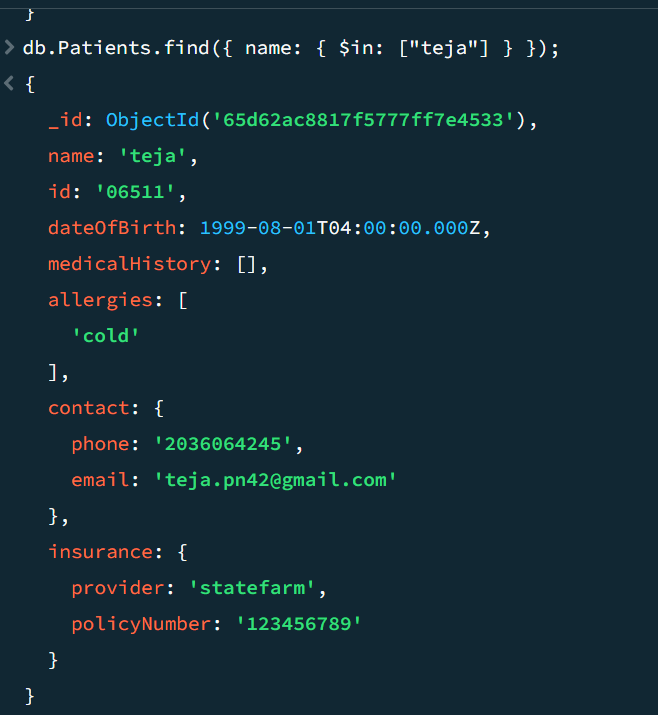 }
> db.Patients.find({ name: { $in: ["teja"] } });
< {
_id: ObjectId('65d62ac8817f5777ff7e4533'),
name: 'teja',
id: '06511',
dateOfBirth: 1999-08-01T04:00:00.000Z,
medicalHistory: [],
allergies: [
'cold'
],
contact: {
phone: '2036064245',
email: 'teja.pn42@gmail.com'
},
insurance: {
provider: 'statefarm',
policyNumber: '123456789'
}
}